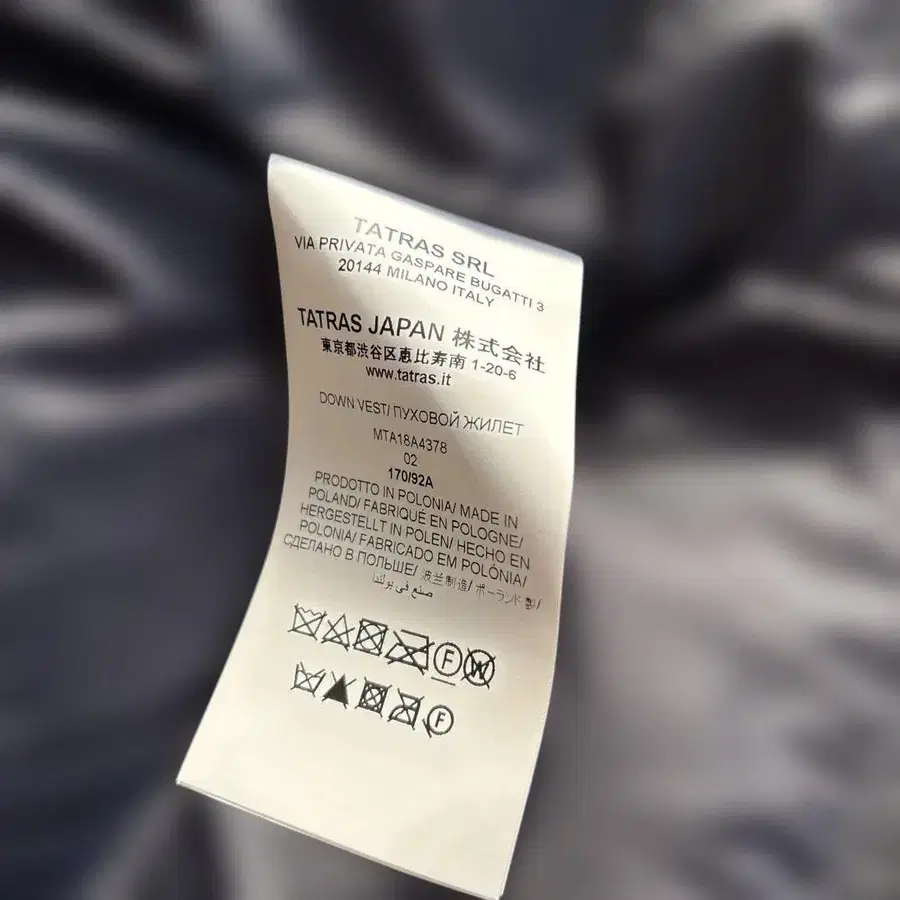 TATRAS SRL
VIA PRIVATA GASPARE BUGATTI 3
20144 MILANO ITALY
TATRAS JAPAN 株式会社
東京都渋谷区恵比寿南 1-20-6
www.tatras.it
DOWN VEST/ ПУХОВОЙ ЖИЛЕТ
MTA18A4378
02
170/92A
PRODOTTO IN POLONIA/ MADE IN
POLAND/ FABRIQUÉ EN POLOGNE/
HERGESTELLT IN POLEN/ HECHO EN
POLONIA/ FABRICADO EM POLÓNIA/
СДЕЛАНО В ПОЛЬШЕ/ 波兰制造/ ポーランド製/
صنع في بولندا
F W
F